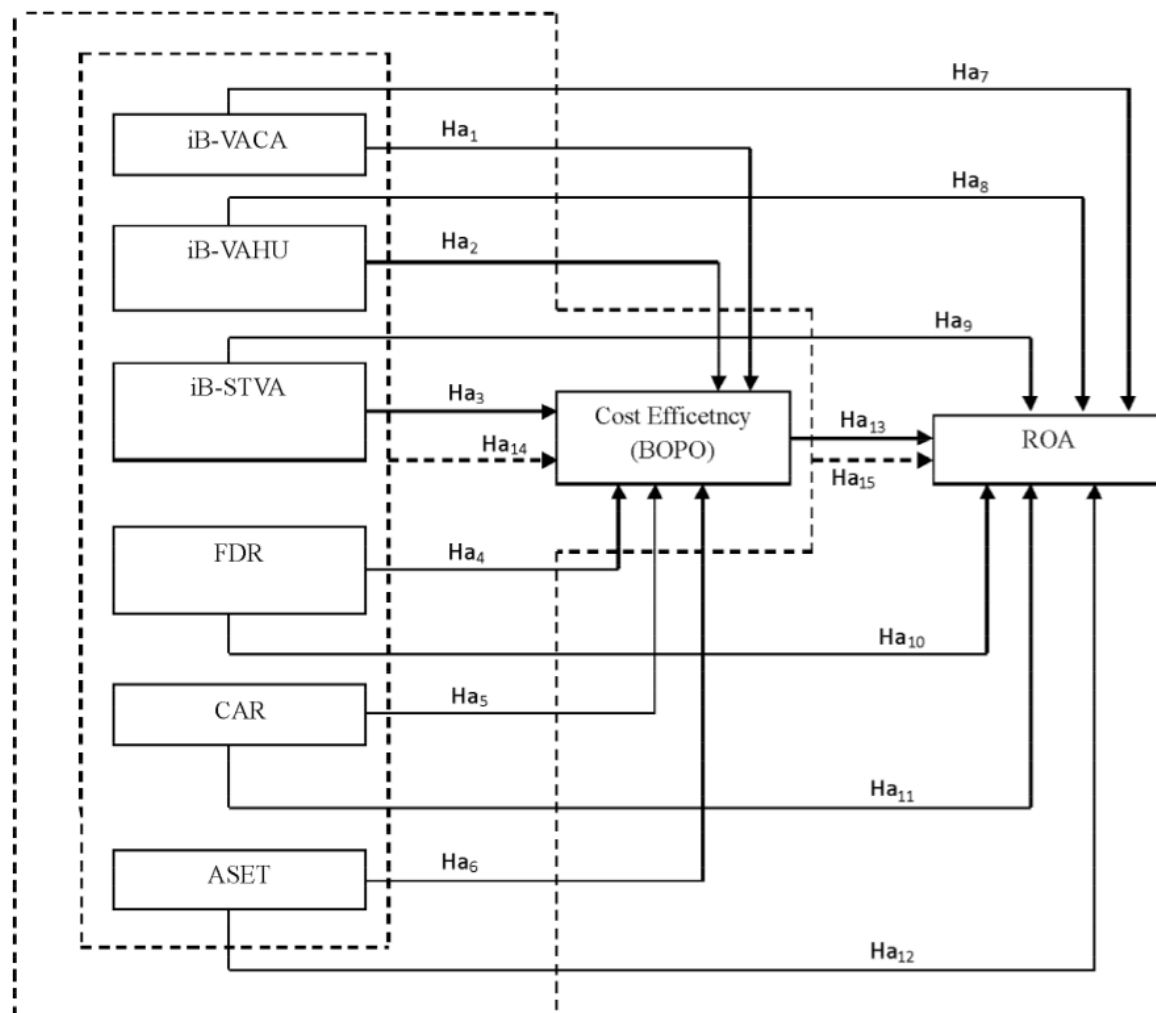 Ha7
iB-VACA
Ha1
Ha8
iB-VAHU
Ha2
Ha9
iB-STVA
Ha3
Cost Efficetncy
(BOPO)
Ha13
ROA
Ha14
Ha15
FDR
Ha4
Ha10
CAR
Ha5
Ha11
ASET
Ha6
Ha12